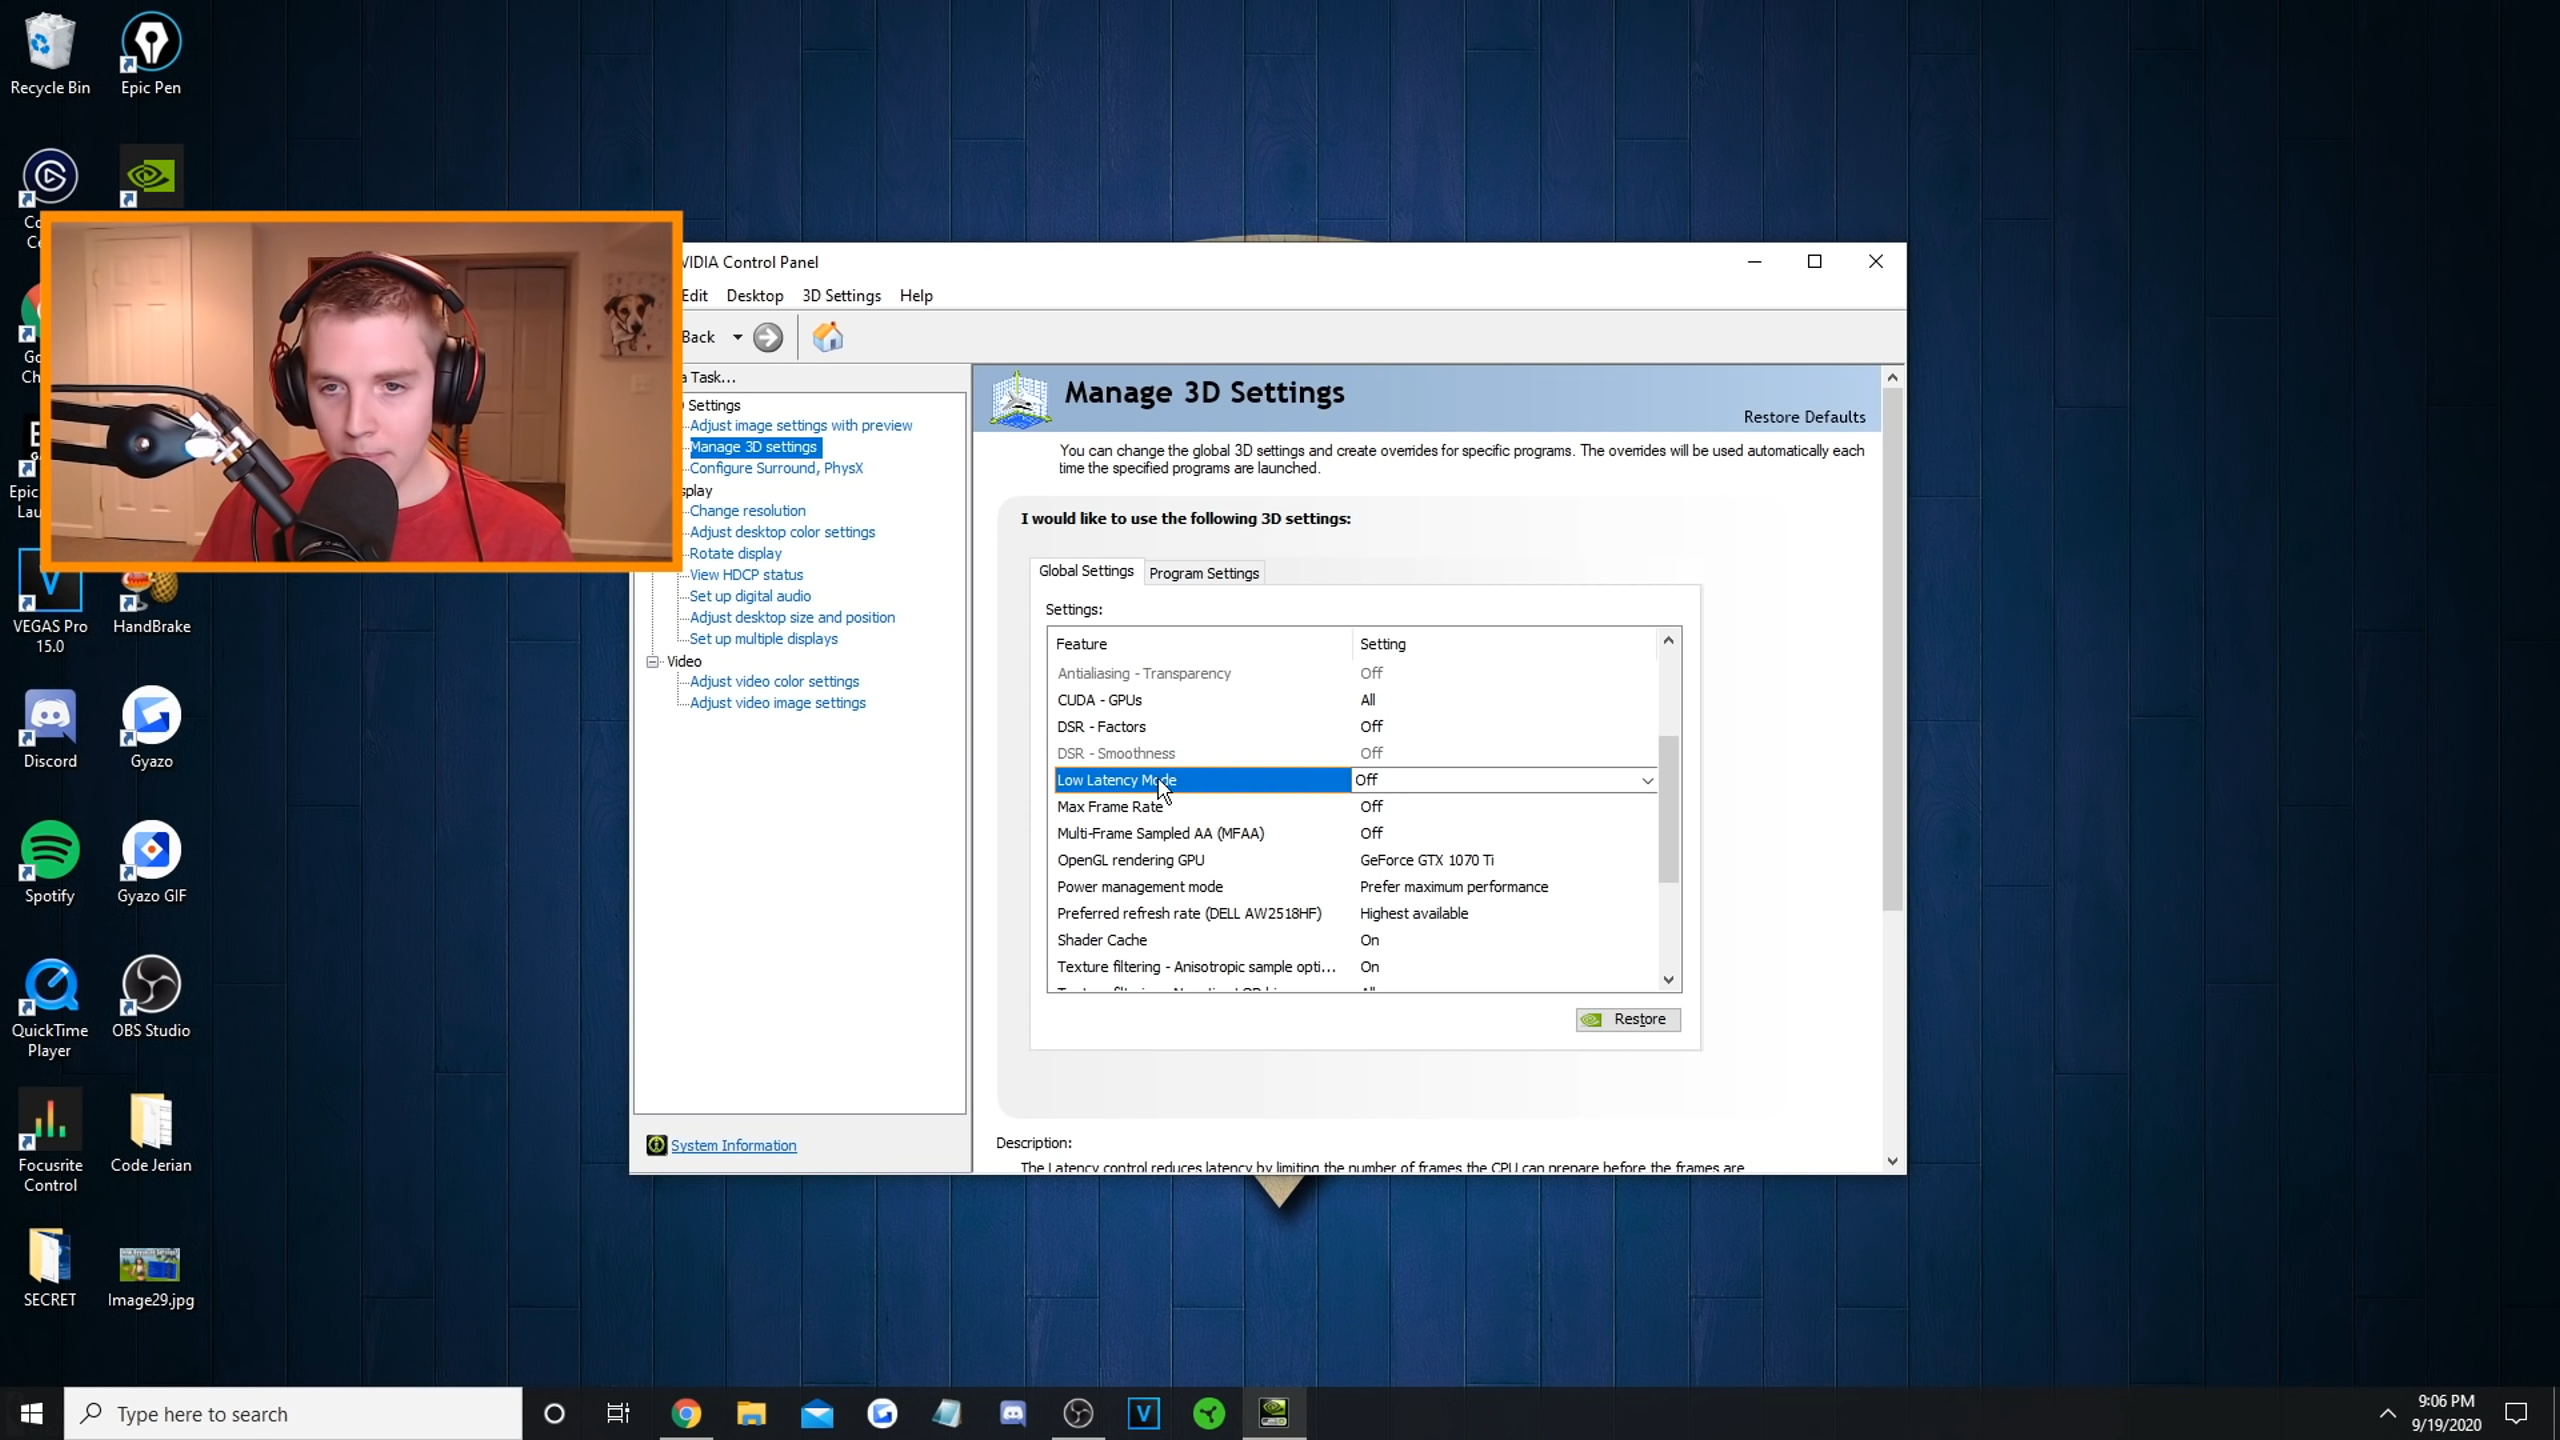 Recycle Bin
Epic Pen
VIDIA Control Panel
Edit
Desktop
3D Settings
Help
Back
a Task...
Settings
Adjust image settings with preview
Manage 3D settings
Configure Surround, PhysX
splay
Change resolution
Adjust desktop color settings
Rotate display
View HDCP status
Set up digital audio
Adjust desktop size and position
Set up multiple displays
Video
Adjust video color settings
Adjust video image settings
System Information
Manage 3D Settings
Restore Defaults
You can change the global 3D settings and create overrides for specific programs. The overrides will be used automatically each
time the specified programs are launched.
I would like to use the following 3D settings:
Global Settings
Program Settings
Settings:
Feature Setting
Antialiasing - Transparency Off
CUDA - GPUs All
DSR - Factors Off
DSR - Smoothness Off
Low Latency Mode Off
Max Frame Rate Off
Multi-Frame Sampled AA (MFAA) Off
OpenGL rendering GPU GeForce GTX 1070 Ti
Power management mode Prefer maximum performance
Preferred refresh rate (DELL AW2518HF) Highest available
Shader Cache On
Texture filtering - Anisotropic sample opti... On
Restore
Description:
The Latency control reduces latency by limiting the number of frames the CPU can prepare before the frames are
Co
Ce
Go
Ch
Epic
Lau
VEGAS Pro
15.0
HandBrake
Discord
Gyazo
Spotify
Gyazo GIF
QuickTime
Player
OBS Studio
Focusrite
Control
Code Jerian
SECRET
Image29.jpg
Type here to search
9:06 PM
9/19/2020